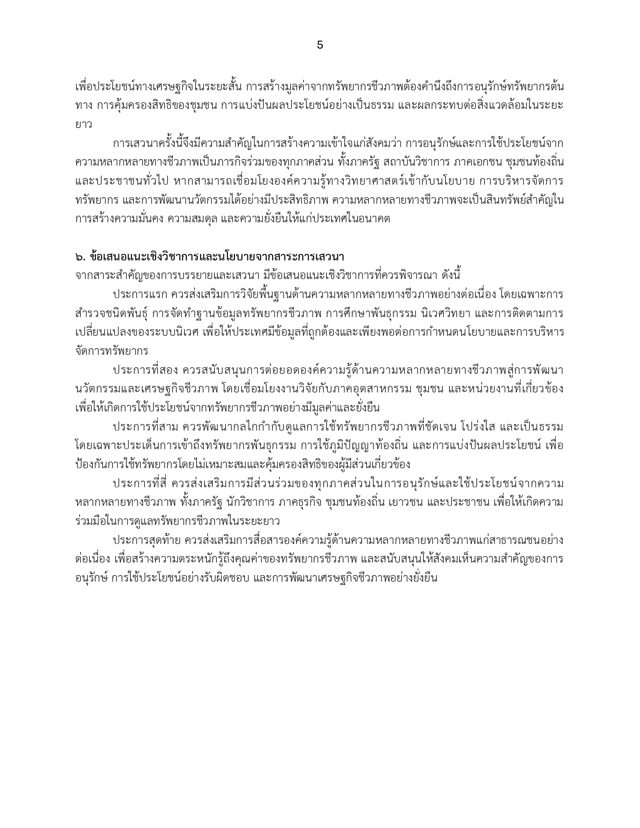 5
เพื่อประโยชน์ทางเศรษฐกิจในระยะสั้น การสร้างมูลค่าจากทรัพยากรชีวภาพต้องคำนึงถึงการอนุรักษ์ทรัพยากรต้น
ทาง การคุ้มครองสิทธิของชุมชน การแบ่งปันผลประโยชน์อย่างเป็นธรรม และผลกระทบต่อสิ่งแวดล้อมในระยะ
ยาว
การเสวนาครั้งนี้จึงมีความสำคัญในการสร้างความเข้าใจแก่สังคมว่า การอนุรักษ์และการใช้ประโยชน์จาก
ความหลากหลายทางชีวภาพเป็นภารกิจร่วมของทุกภาคส่วน ทั้งภาครัฐ สถาบันวิชาการ ภาคเอกชน ชุมชนท้องถิ่น
และประชาชนทั่วไป หากสามารถเชื่อมโยงองค์ความรู้ทางวิทยาศาสตร์เข้ากับนโยบาย การบริหารจัดการ
ทรัพยากร และการพัฒนานวัตกรรมได้อย่างมีประสิทธิภาพ ความหลากหลายทางชีวภาพจะเป็นสินทรัพย์สำคัญใน
การสร้างความมั่นคง ความสมดุล และความยั่งยืนให้แก่ประเทศในอนาคต
๖. ข้อเสนอแนะเชิงวิชาการและนโยบายจากสาระการเสวนา
จากสาระสำคัญของการบรรยายและเสวนา มีข้อเสนอแนะเชิงวิชาการที่ควรพิจารณา ดังนี้
ประการแรก ควรส่งเสริมการวิจัยพื้นฐานด้านความหลากหลายทางชีวภาพอย่างต่อเนื่อง โดยเฉพาะการ
สำรวจชนิดพันธุ์ การจัดทำฐานข้อมูลทรัพยากรชีวภาพ การศึกษาพันธุกรรม นิเวศวิทยา และการติดตามการ
เปลี่ยนแปลงของระบบนิเวศ เพื่อให้ประเทศมีข้อมูลที่ถูกต้องและเพียงพอต่อการกำหนดนโยบายและการบริหาร
จัดการทรัพยากร
ประการที่สอง ควรสนับสนุนการต่อยอดองค์ความรู้ด้านความหลากหลายทางชีวภาพสู่การพัฒนา
นวัตกรรมและเศรษฐกิจชีวภาพ โดยเชื่อมโยงงานวิจัยกับภาคอุตสาหกรรม ชุมชน และหน่วยงานที่เกี่ยวข้อง
เพื่อให้เกิดการใช้ประโยชน์จากทรัพยากรชีวภาพอย่างมีมูลค่าและยั่งยืน
ประการที่สาม ควรพัฒนากลไกกำกับดูแลการใช้ทรัพยากรชีวภาพที่ชัดเจน โปร่งใส และเป็นธรรม
โดยเฉพาะประเด็นการเข้าถึงทรัพยากรพันธุกรรม การใช้ภูมิปัญญาท้องถิ่น และการแบ่งปันผลประโยชน์ เพื่อ
ป้องกันการใช้ทรัพยากรโดยไม่เหมาะสมและคุ้มครองสิทธิของผู้มีส่วนเกี่ยวข้อง
ประการที่สี่ ควรส่งเสริมการมีส่วนร่วมของทุกภาคส่วนในการอนุรักษ์และใช้ประโยชน์จากความ
หลากหลายทางชีวภาพ ทั้งภาครัฐ นักวิชาการ ภาคธุรกิจ ชุมชนท้องถิ่น เยาวชน และประชาชน เพื่อให้เกิดความ
ร่วมมือในการดูแลทรัพยากรชีวภาพในระยะยาว
ประการสุดท้าย ควรส่งเสริมการสื่อสารองค์ความรู้ด้านความหลากหลายทางชีวภาพแก่สาธารณชนอย่าง
ต่อเนื่อง เพื่อสร้างความตระหนักรู้ถึงคุณค่าของทรัพยากรชีวภาพ และสนับสนุนให้สังคมเห็นความสำคัญของการ
อนุรักษ์ การใช้ประโยชน์อย่างรับผิดชอบ และการพัฒนาเศรษฐกิจชีวภาพอย่างยั่งยืน